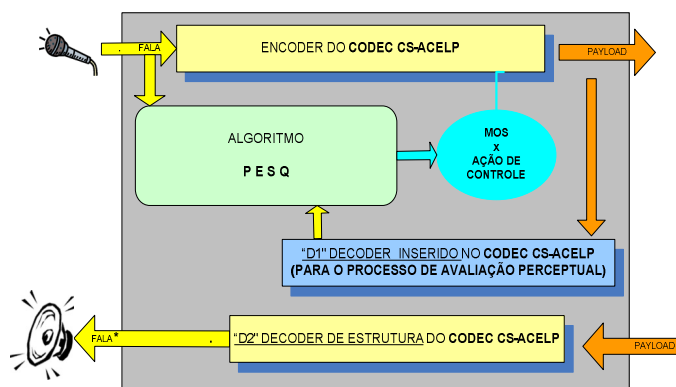 FALA
ENCODER DO CODEC CS-ACELP
PAYLOAD
ALGORITMO
P E S Q
MOS
x
AÇÃO DE
CONTROLE
“D1” DECODER INSERIDO NO CODEC CS-ACELP
(PARA O PROCESSO DE AVALIAÇÃO PERCEPTUAL)
FALA*
“D2” DECODER DE ESTRUTURA DO CODEC CS-ACELP
PAYLOAD